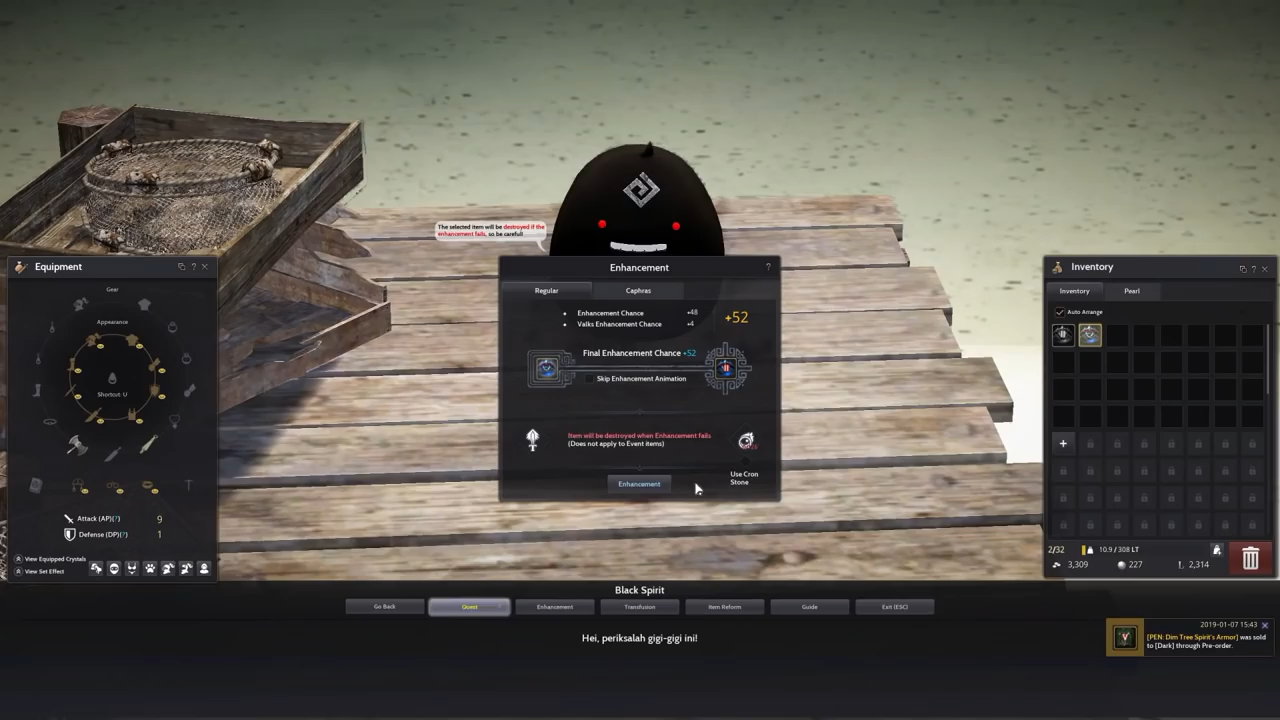 The selected item will be destroyed if the
enhancement fails, so be careful!
Equipment
?
Gear
Appearance
Shortcut: U
Attack (AP)(?) 9
Defense (DP)(?) 1
View Equipped Crystals
View Set Effect
Enhancement
?
Regular
Caphras
Enhancement Chance +48
Valks Enhancement Chance +4
+52
Final Enhancement Chance +52
Skip Enhancement Animation
Item will be destroyed when Enhancement fails
(Does not apply to Event items)
Use Cron
Stone
Enhancement
Inventory
?
Inventory
Pearl
Auto Arrange
2/32
10.9 / 308 LT
3,309
227
2,314
Black Spirit
Go Back
Quest
Enhancement
Transfusion
Item Reform
Guide
Exit (ESC)
Hei, periksalah gigi-gigi ini!
2019-01-07 15:43
[PEN: Dim Tree Spirit's Armor] was sold
to [Dark] through Pre-order.